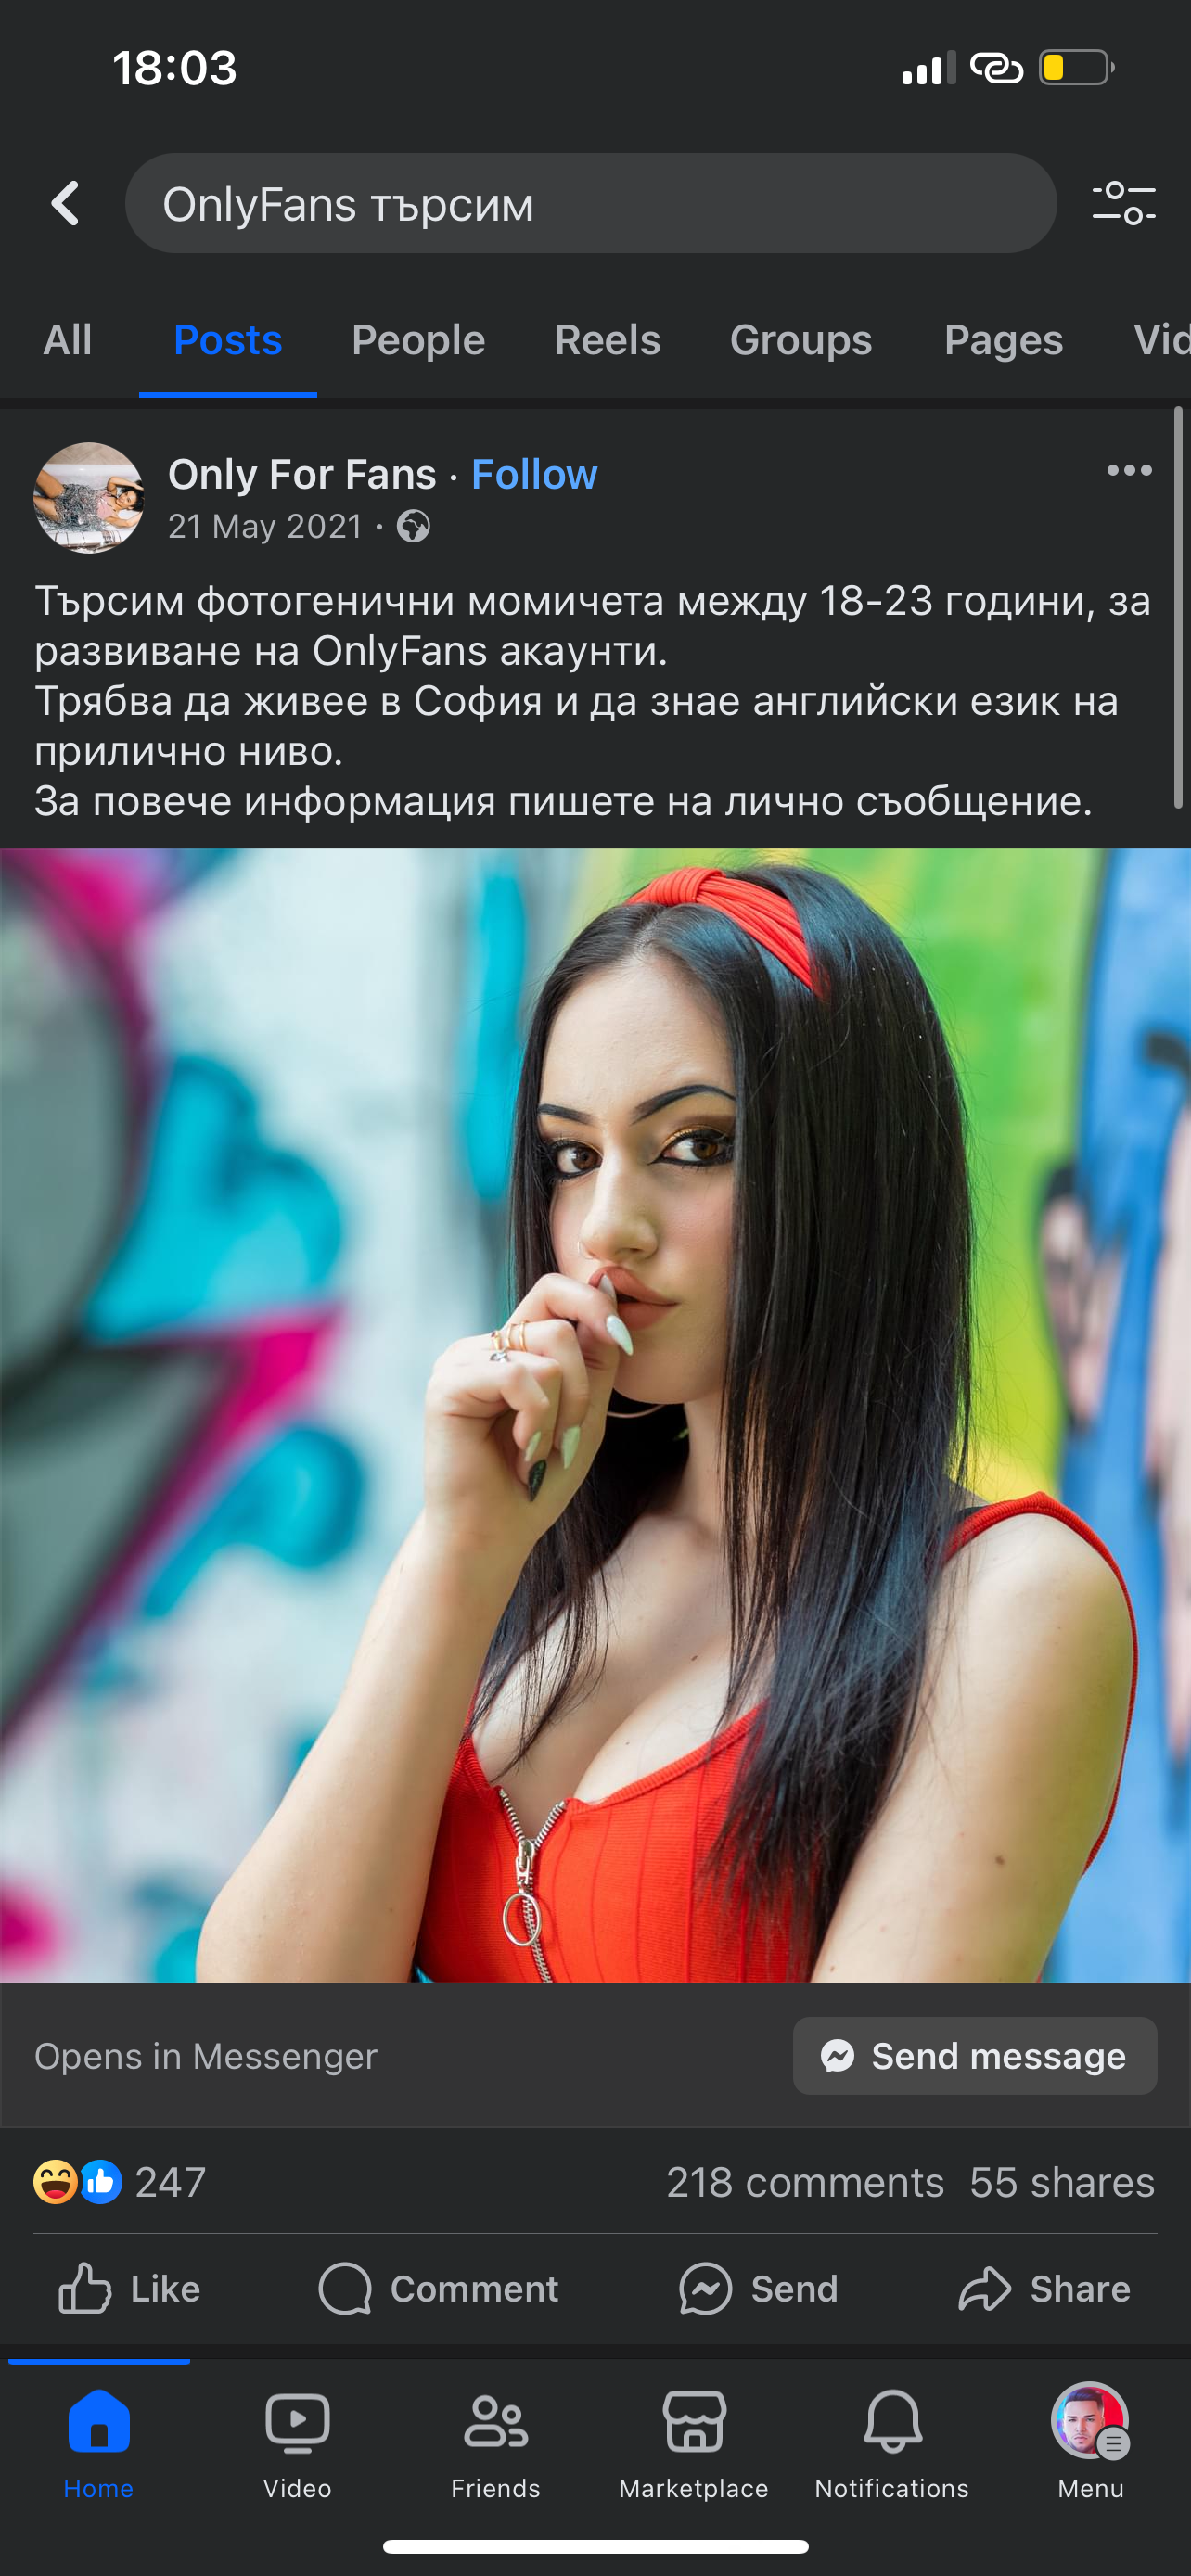 18:03
OnlyFans търсим
All Posts People Reels Groups Pages Vid
Only For Fans · Follow
21 May 2021 ·
Търсим фотогенични момичета между 18-23 години, за
развиване на OnlyFans акаунти.
Трябва да живее в София и да знае английски език на
прилично ниво.
За повече информация пишете на лично съобщение.
Opens in Messenger Send message
247 218 comments 55 shares
Like Comment Send Share
Home Video Friends Marketplace Notifications Menu